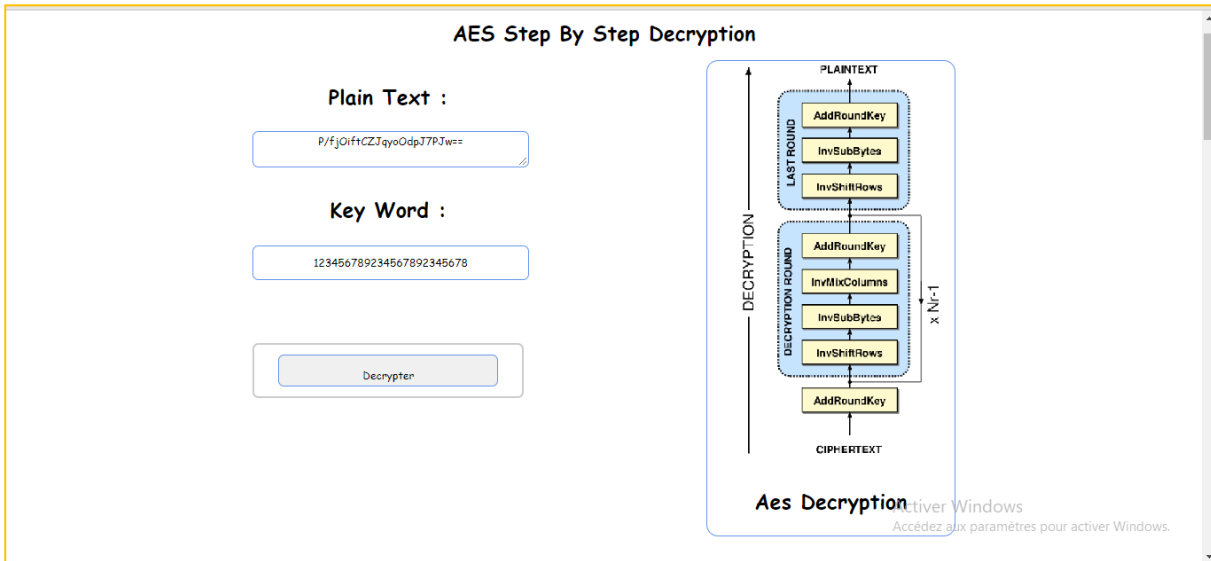 AES Step By Step Decryption
Plain Text :
P/fjOiftCZJqyoOdpJ7PJw==
Key Word :
123456789234567892345678
Decrypter
PLAINTEXT
AddRoundKey
InvSubBytes
InvShiftRows
LAST ROUND
AddRoundKey
InvMixColumns
InvSubBytes
InvShiftRows
DECRYPTION ROUND
x Nr-1
AddRoundKey
CIPHERTEXT
DECRYPTION
Aes Decryption
Activer Windows
Accédez aux paramètres pour activer Windows.